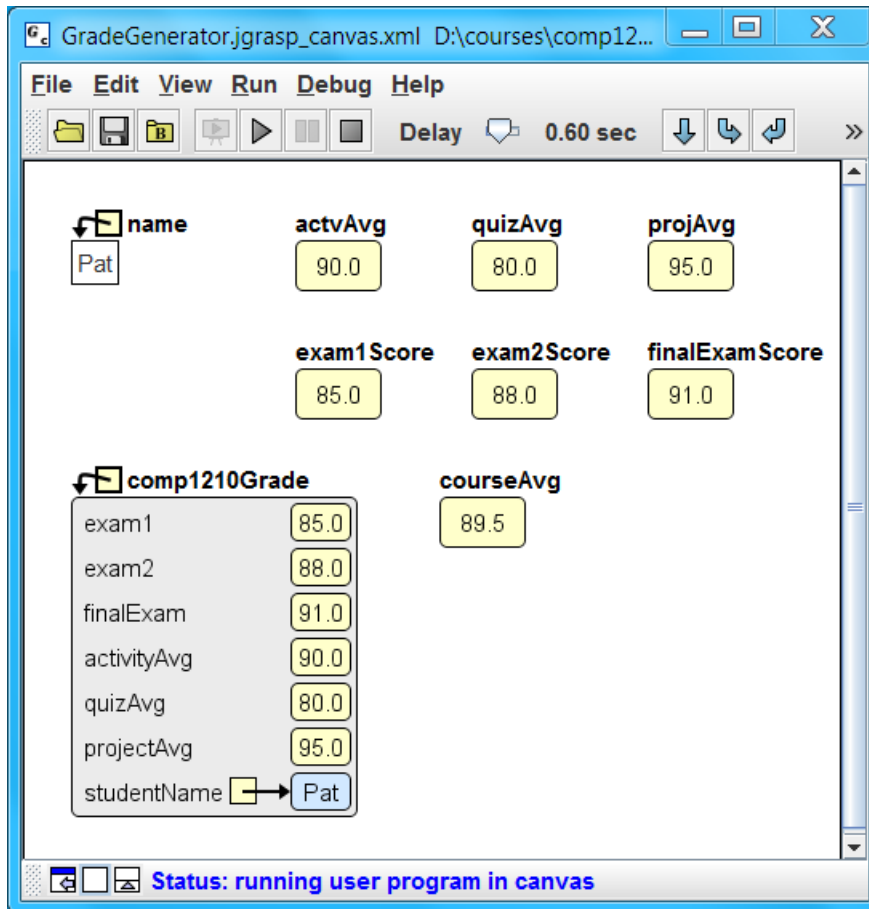 GradeGenerator.jgrasp_canvas.xml D:\courses\comp12...
File Edit View Run Debug Help
Delay 0.60 sec »
name actvAvg quizAvg projAvg
Pat 90.0 80.0 95.0
exam1Score exam2Score finalExamScore
85.0 88.0 91.0
comp1210Grade courseAvg
exam1 85.0 89.5
exam2 88.0
finalExam 91.0
activityAvg 90.0
quizAvg 80.0
projectAvg 95.0
studentName Pat
Status: running user program in canvas